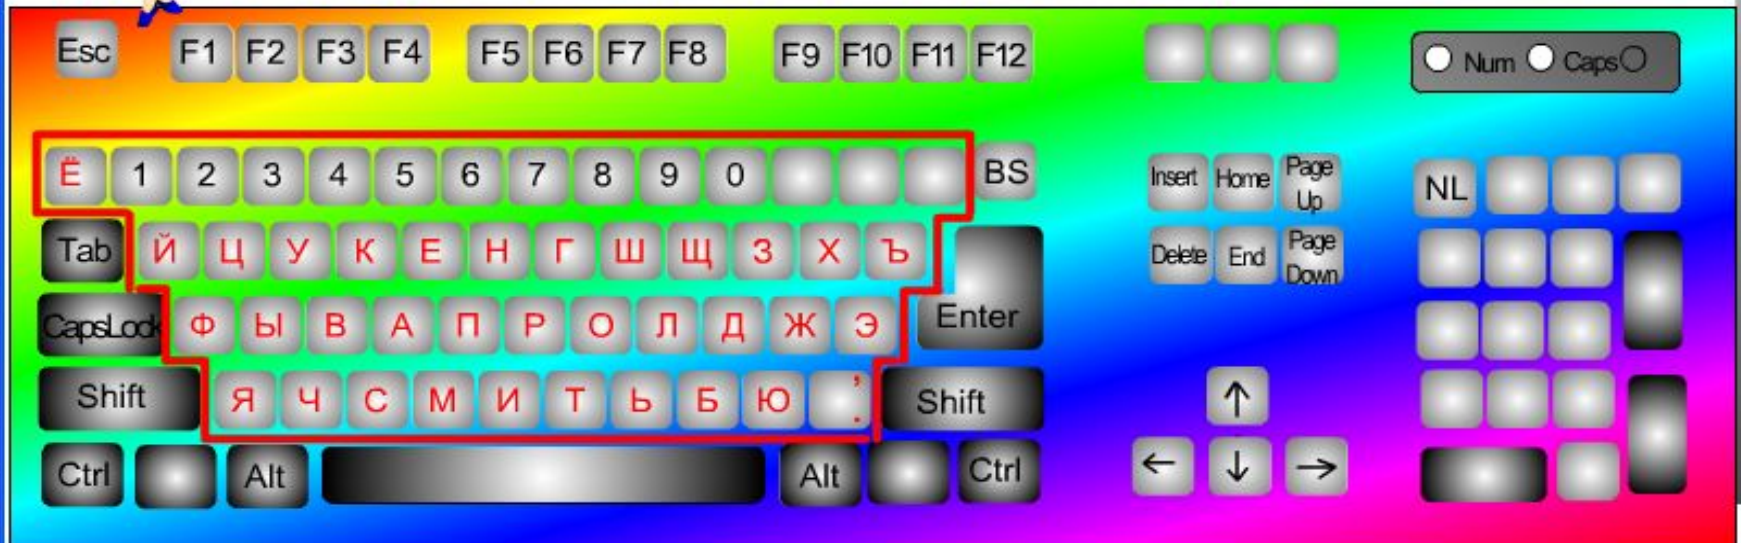 Esc F1 F2 F3 F4 F5 F6 F7 F8 F9 F10 F11 F12 Num Caps
Ё 1 2 3 4 5 6 7 8 9 0 BS Insert Home Page Up NL
Tab Й Ц У К Е Н Г Ш Щ З Х Ъ Delete End Page Down
CapsLock Ф Ы В А П Р О Л Д Ж Э Enter
Shift Я Ч С М И Т Ь Б Ю , . Shift ↑
Ctrl Alt Alt Ctrl ← ↓ →